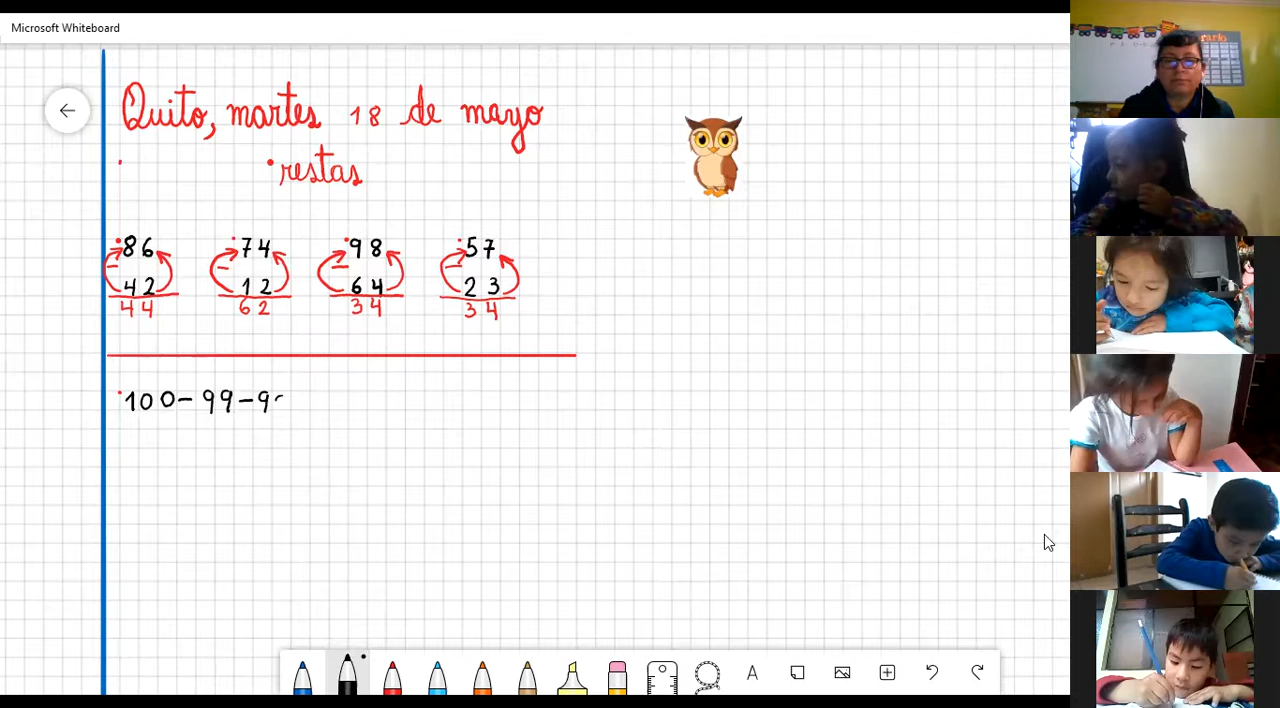 Microsoft Whiteboard
Quito, martes 18 de mayo
restas
86 74 98 57
- - - -
42 12 64 23
44 62 34 34
100- 99 -9
A